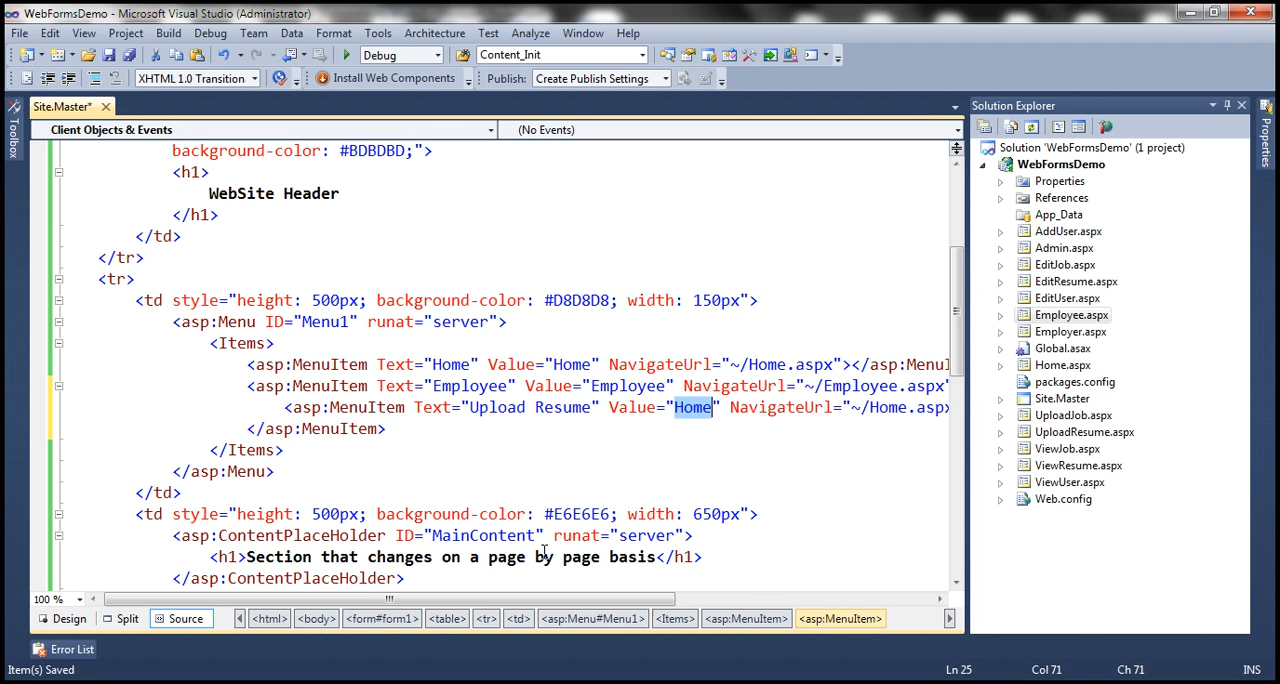 WebFormsDemo - Microsoft Visual Studio (Administrator)
File Edit View Project Build Debug Team Data Format Tools Architecture Test Analyze Window Help
Debug Content_Init
XHTML 1.0 Transition Install Web Components Publish: Create Publish Settings
Site.Master* Solution Explorer
Toolbox
Properties
Client Objects & Events (No Events)
background-color: #BDBDBD;">
<h1>
WebSite Header
</h1>
</td>
</tr>
<tr>
<td style="height: 500px; background-color: #D8D8D8; width: 150px">
<asp:Menu ID="Menu1" runat="server">
<Items>
<asp:MenuItem Text="Home" Value="Home" NavigateUrl="~/Home.aspx"></asp:MenuI
<asp:MenuItem Text="Employee" Value="Employee" NavigateUrl="~/Employee.aspx"
<asp:MenuItem Text="Upload Resume" Value="Home" NavigateUrl="~/Home.aspx
</asp:MenuItem>
</Items>
</asp:Menu>
</td>
<td style="height: 500px; background-color: #E6E6E6; width: 650px">
<asp:ContentPlaceHolder ID="MainContent" runat="server">
<h1>Section that changes on a page by page basis</h1>
</asp:ContentPlaceHolder>
100 %
Design Split Source <html> <body> <form#form1> <table> <tr> <td> <asp:Menu#Menu1> <Items> <asp:MenuItem> <asp:MenuItem>
Solution 'WebFormsDemo' (1 project)
WebFormsDemo
Properties
References
App_Data
AddUser.aspx
Admin.aspx
EditJob.aspx
EditResume.aspx
EditUser.aspx
Employee.aspx
Employer.aspx
Global.asax
Home.aspx
packages.config
Site.Master
UploadJob.aspx
UploadResume.aspx
ViewJob.aspx
ViewResume.aspx
ViewUser.aspx
Web.config
Error List
Item(s) Saved Ln 25 Col 71 Ch 71 INS